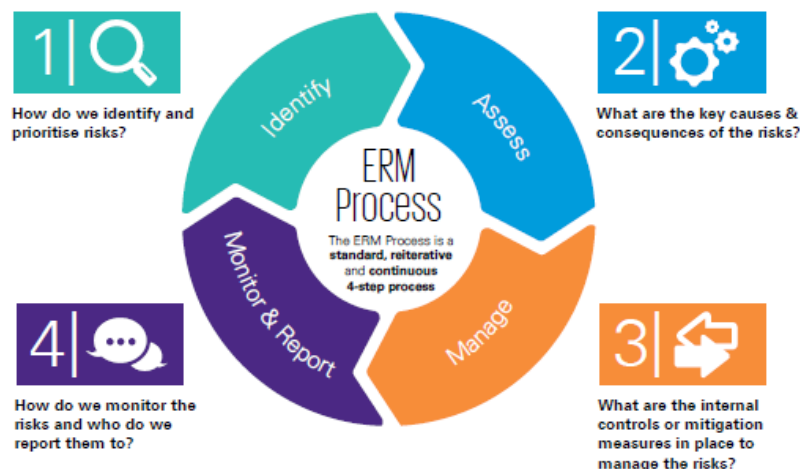 1
How do we identify and
prioritise risks?
Identify
Assess
2
What are the key causes &
consequences of the risks?
ERM
Process
The ERM Process is a
standard, reiterative
and continuous
4-step process
Monitor & Report
Manage
4
How do we monitor the
risks and who do we
report them to?
3
What are the internal
controls or mitigation
measures in place to
manage the risks?